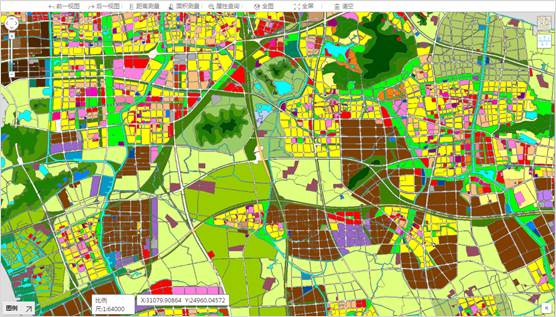 前一视图 后一视图 距离测量 面积测量 属性查询 全图 全屏 清空
图例
比例
尺:1:64000
X:31079.90864 Y:24960.04572